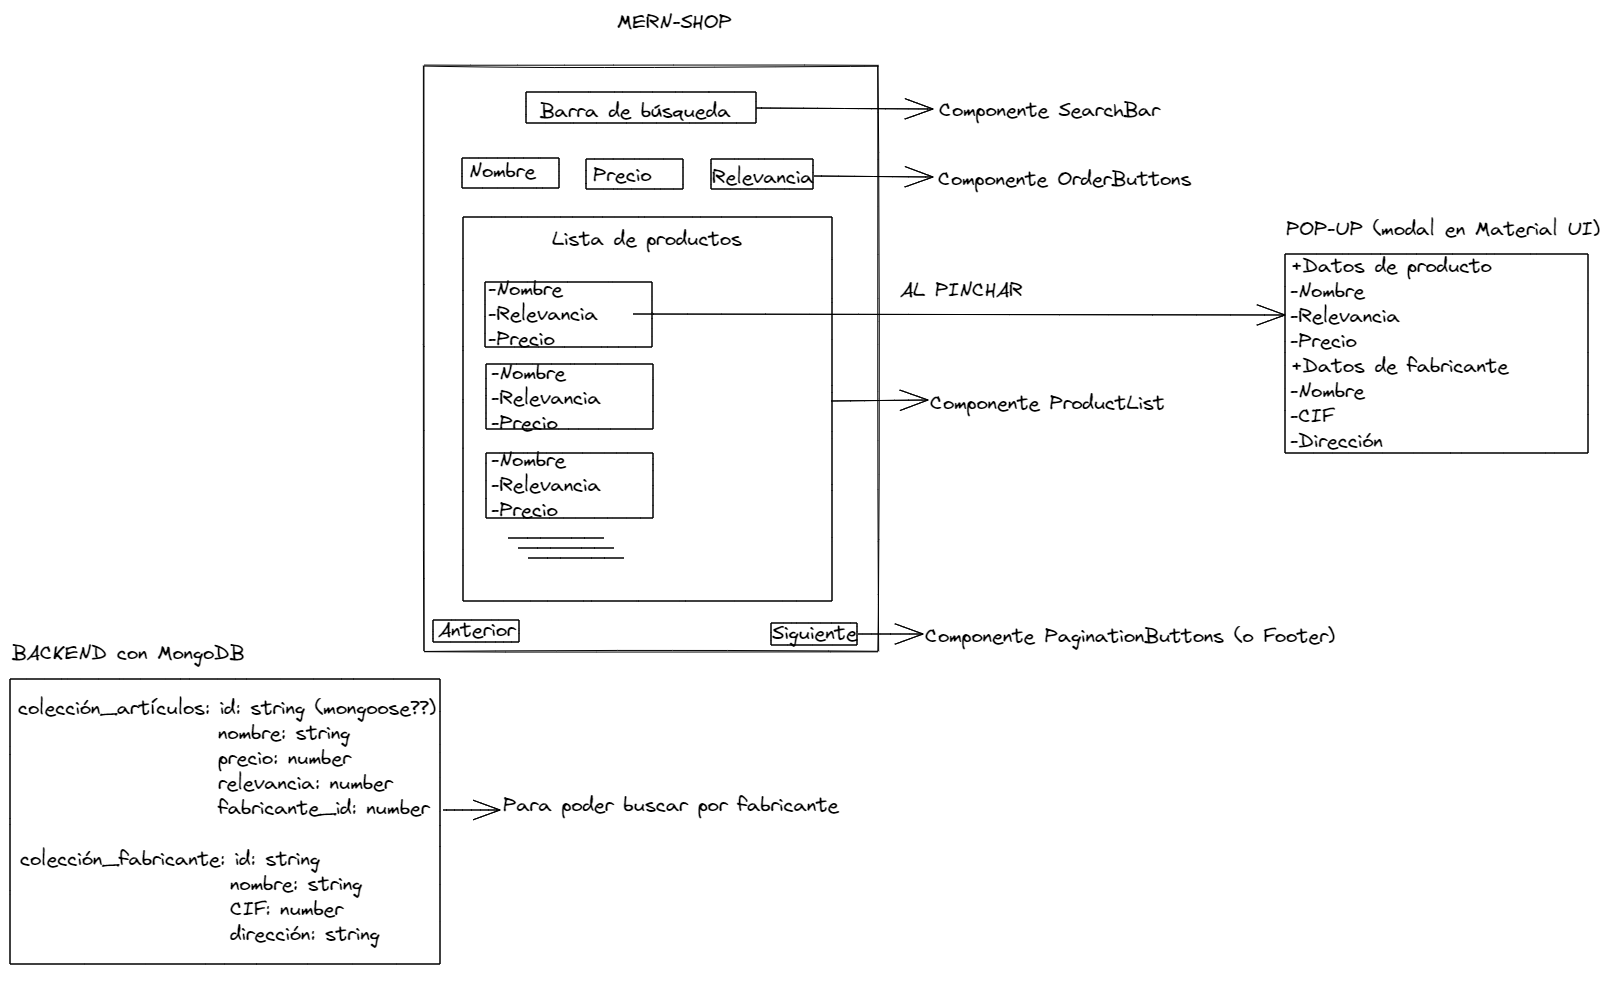 MERN-SHOP
Barra de búsqueda
Componente SearchBar
Nombre
Precio
Relevancia
Componente OrderButtons
Lista de productos
-Nombre
-Relevancia
-Precio
-Nombre
-Relevancia
-Precio
-Nombre
-Relevancia
-Precio
AL PINCHAR
Componente ProductList
POP-UP (modal en Material UI)
+Datos de producto
-Nombre
-Relevancia
-Precio
+Datos de fabricante
-Nombre
-CIF
-Dirección
Anterior
Siguiente
Componente PaginationButtons (o Footer)
BACKEND con MongoDB
colección_artículos: id: string (mongoose??)
nombre: string
precio: number
relevancia: number
fabricante_id: number
Para poder buscar por fabricante
colección_fabricante: id: string
nombre: string
CIF: number
dirección: string